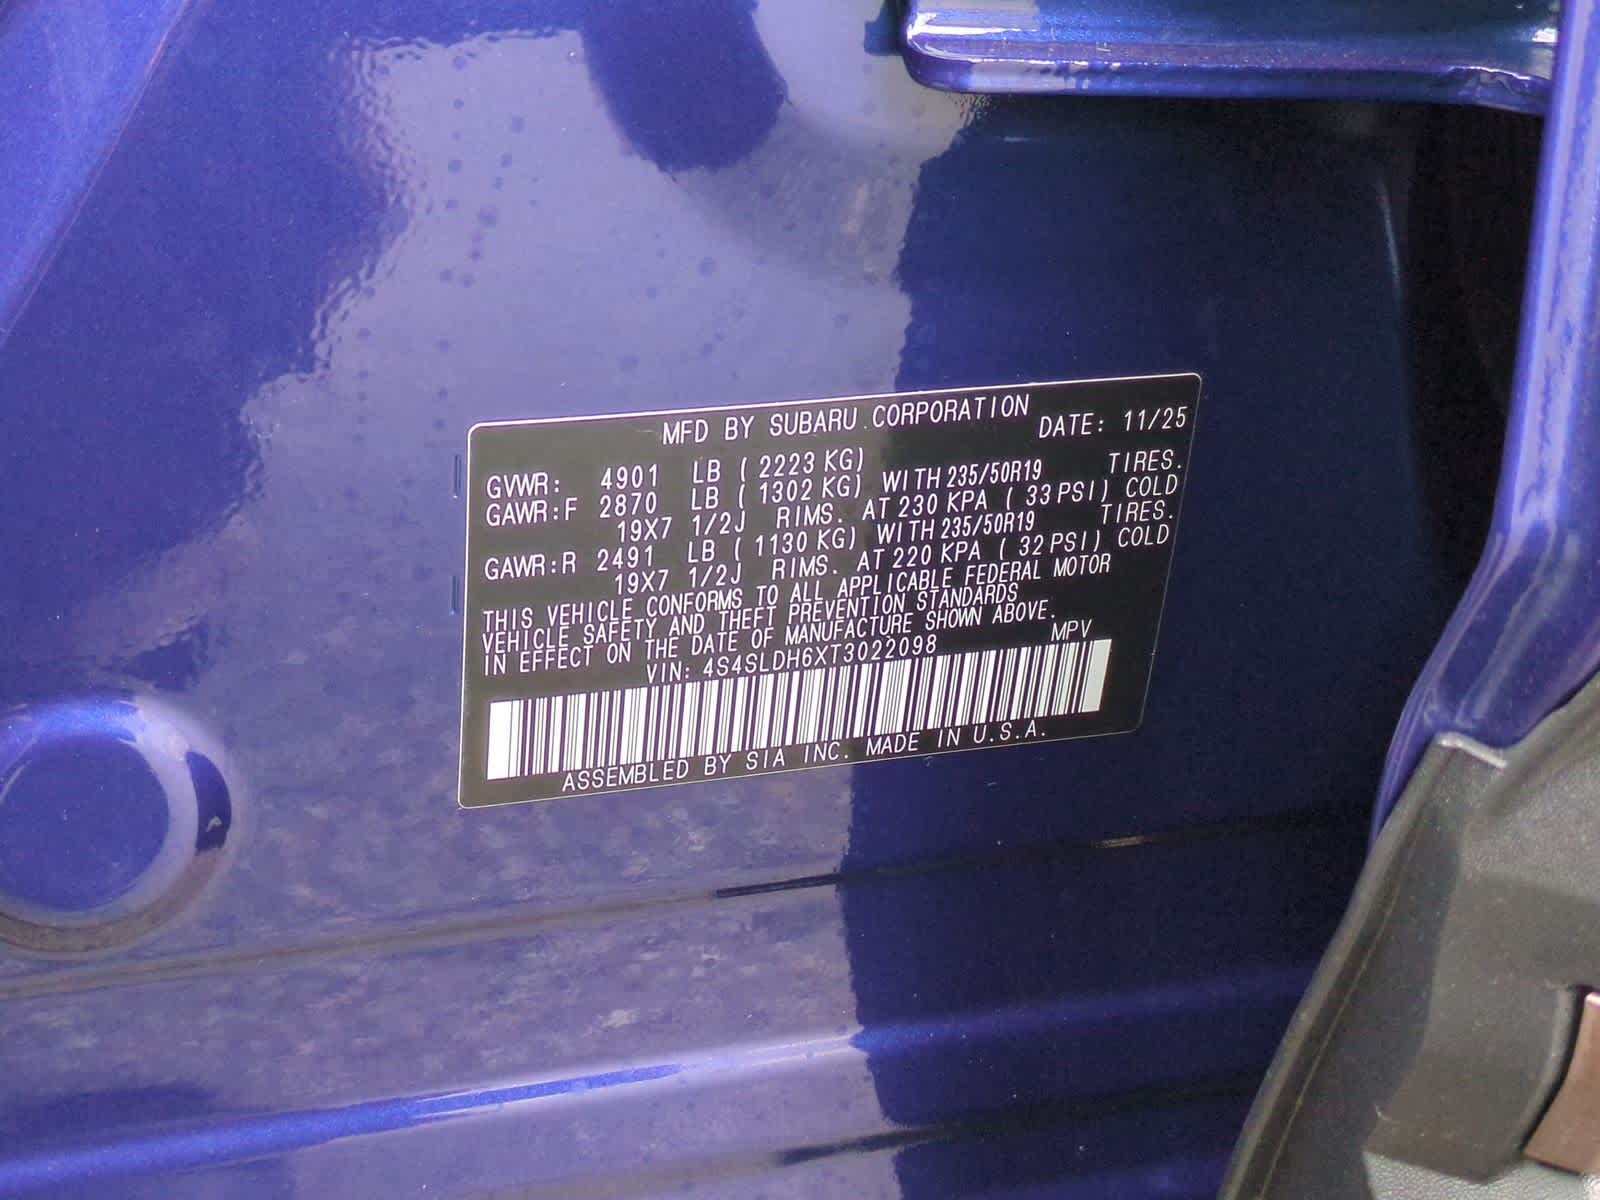 MFD BY SUBARU CORPORATION DATE: 11/25
GVWR: 4901 LB ( 2223 KG)
GAWR:F 2870 LB ( 1302 KG) WITH 235/50R19 TIRES.
19X7 1/2J RIMS. AT 230 KPA ( 33 PSI) COLD
GAWR:R 2491 LB ( 1130 KG) WITH 235/50R19 TIRES.
19X7 1/2J RIMS. AT 220 KPA ( 32 PSI) COLD
THIS VEHICLE CONFORMS TO ALL APPLICABLE FEDERAL MOTOR
VEHICLE SAFETY AND THEFT PREVENTION STANDARDS
IN EFFECT ON THE DATE OF MANUFACTURE SHOWN ABOVE.
VIN: 4S4SLDH6XT3022098 MPV
ASSEMBLED BY SIA INC. MADE IN U.S.A.